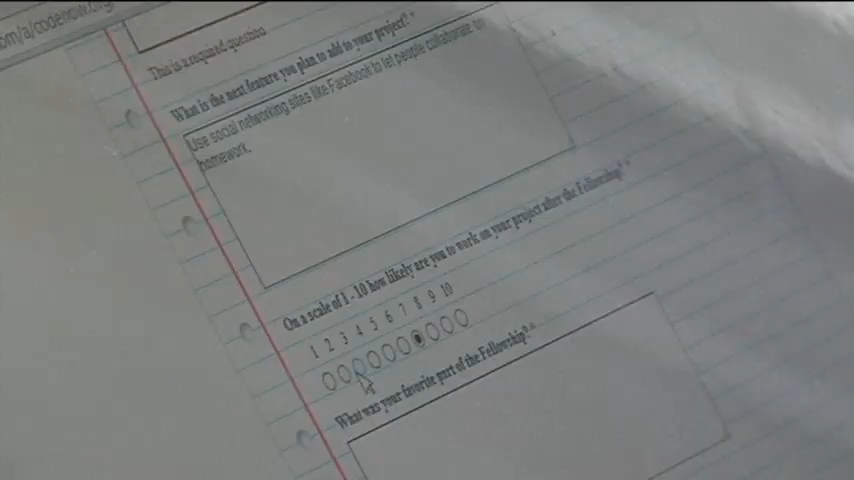 om/a/codenow.org
This is a required question
What is the next feature you plan to add to your project? *
Use social networking sites like Facebook to let people collaborate on
homework.
On a scale of 1 - 10 how likely are you to work on your project after the Fellowship? *
1 2 3 4 5 6 7 8 9 10
What was your favorite part of the Fellowship? *